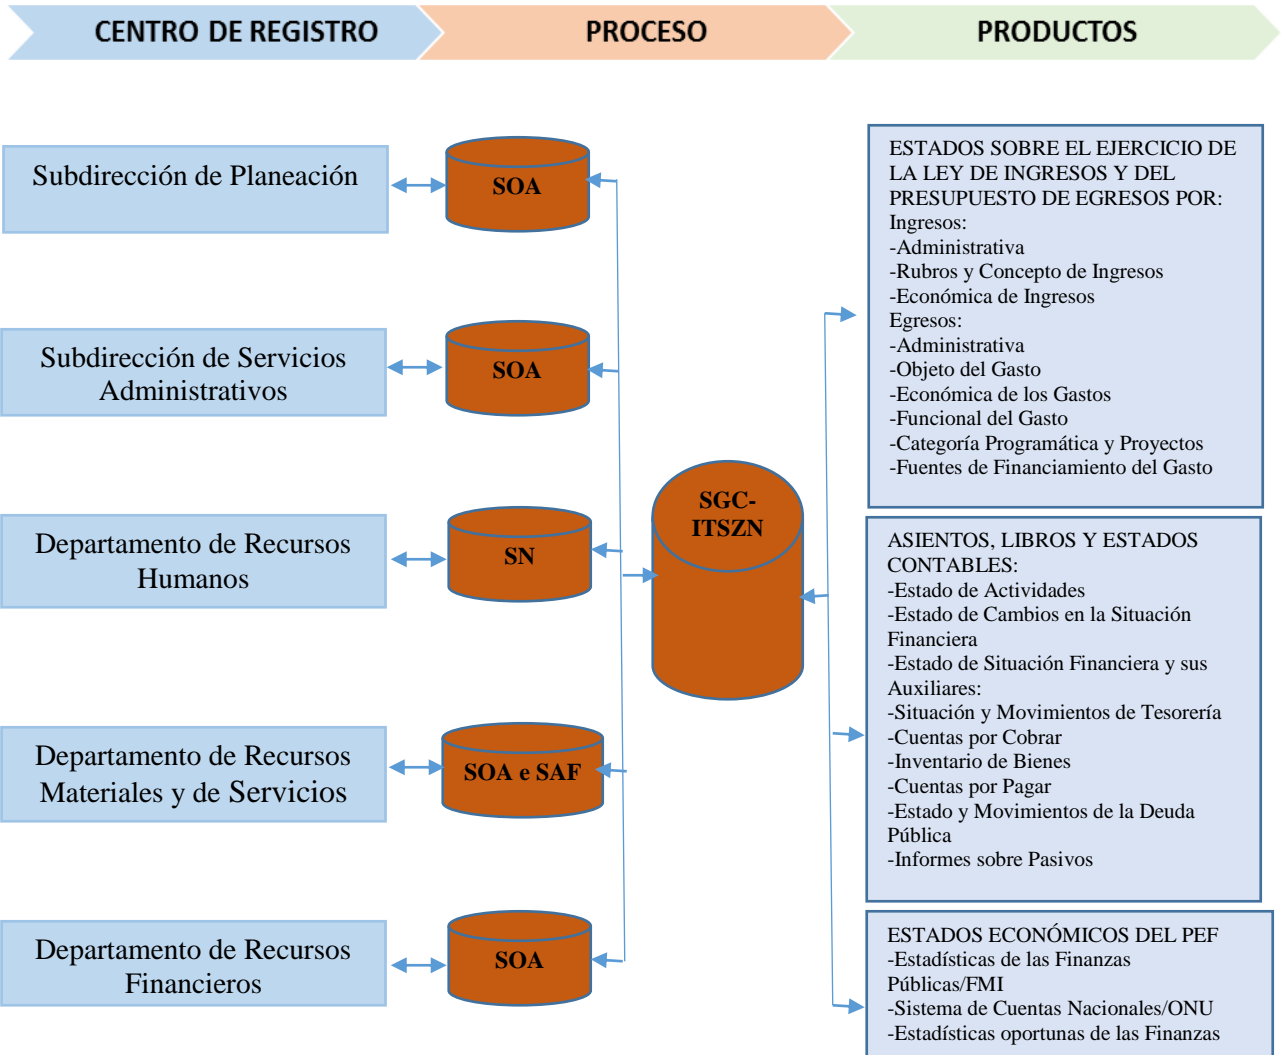 CENTRO DE REGISTRO
PROCESO
PRODUCTOS
Subdirección de Planeación
SOA
Subdirección de Servicios
Administrativos
SOA
Departamento de Recursos
Humanos
SN
Departamento de Recursos
Materiales y de Servicios
SOA e SAF
Departamento de Recursos
Financieros
SOA
SGC-
ITSZN
ESTADOS SOBRE EL EJERCICIO DE
LA LEY DE INGRESOS Y DEL
PRESUPUESTO DE EGRESOS POR:
Ingresos:
-Administrativa
-Rubros y Concepto de Ingresos
-Económica de Ingresos
Egresos:
-Administrativa
-Objeto del Gasto
-Económica de los Gastos
-Funcional del Gasto
-Categoría Programática y Proyectos
-Fuentes de Financiamiento del Gasto
ASIENTOS, LIBROS Y ESTADOS
CONTABLES:
-Estado de Actividades
-Estado de Cambios en la Situación
Financiera
-Estado de Situación Financiera y sus
Auxiliares:
-Situación y Movimientos de Tesorería
-Cuentas por Cobrar
-Inventario de Bienes
-Cuentas por Pagar
-Estado y Movimientos de la Deuda
Pública
-Informes sobre Pasivos
ESTADOS ECONÓMICOS DEL PEF
-Estadísticas de las Finanzas
Públicas/FMI
-Sistema de Cuentas Nacionales/ONU
-Estadísticas oportunas de las Finanzas